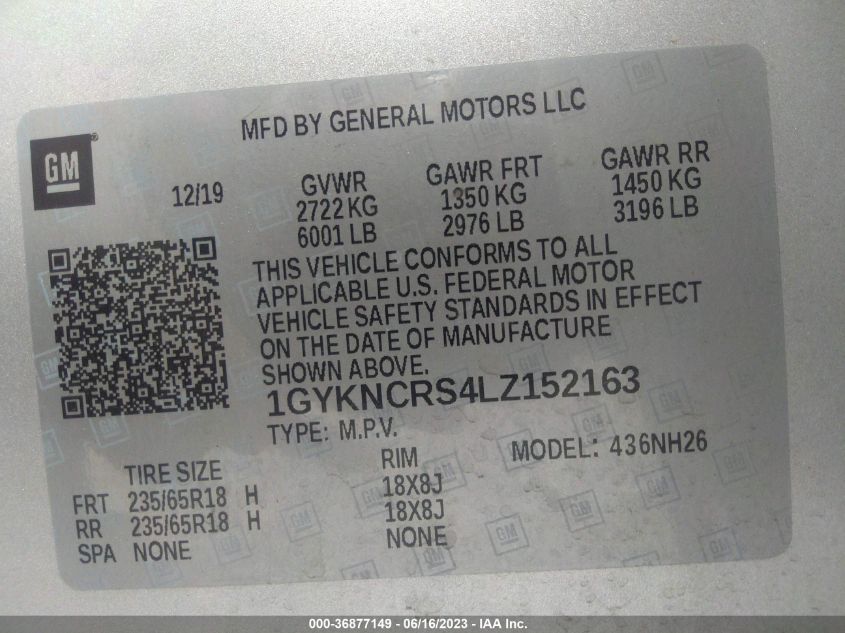 MFD BY GENERAL MOTORS LLC
GM
12/19
GVWR GAWR FRT GAWR RR
2722 KG 1350 KG 1450 KG
6001 LB 2976 LB 3196 LB
THIS VEHICLE CONFORMS TO ALL
APPLICABLE U.S. FEDERAL MOTOR
VEHICLE SAFETY STANDARDS IN EFFECT
ON THE DATE OF MANUFACTURE
SHOWN ABOVE.
1GYKNCRS4LZ152163
TYPE: M.P.V. MODEL: 436NH26
TIRE SIZE RIM
FRT 235/65R18 H 18X8J
RR 235/65R18 H 18X8J
SPA NONE NONE
000-36877149 - 06/16/2023 - IAA Inc.